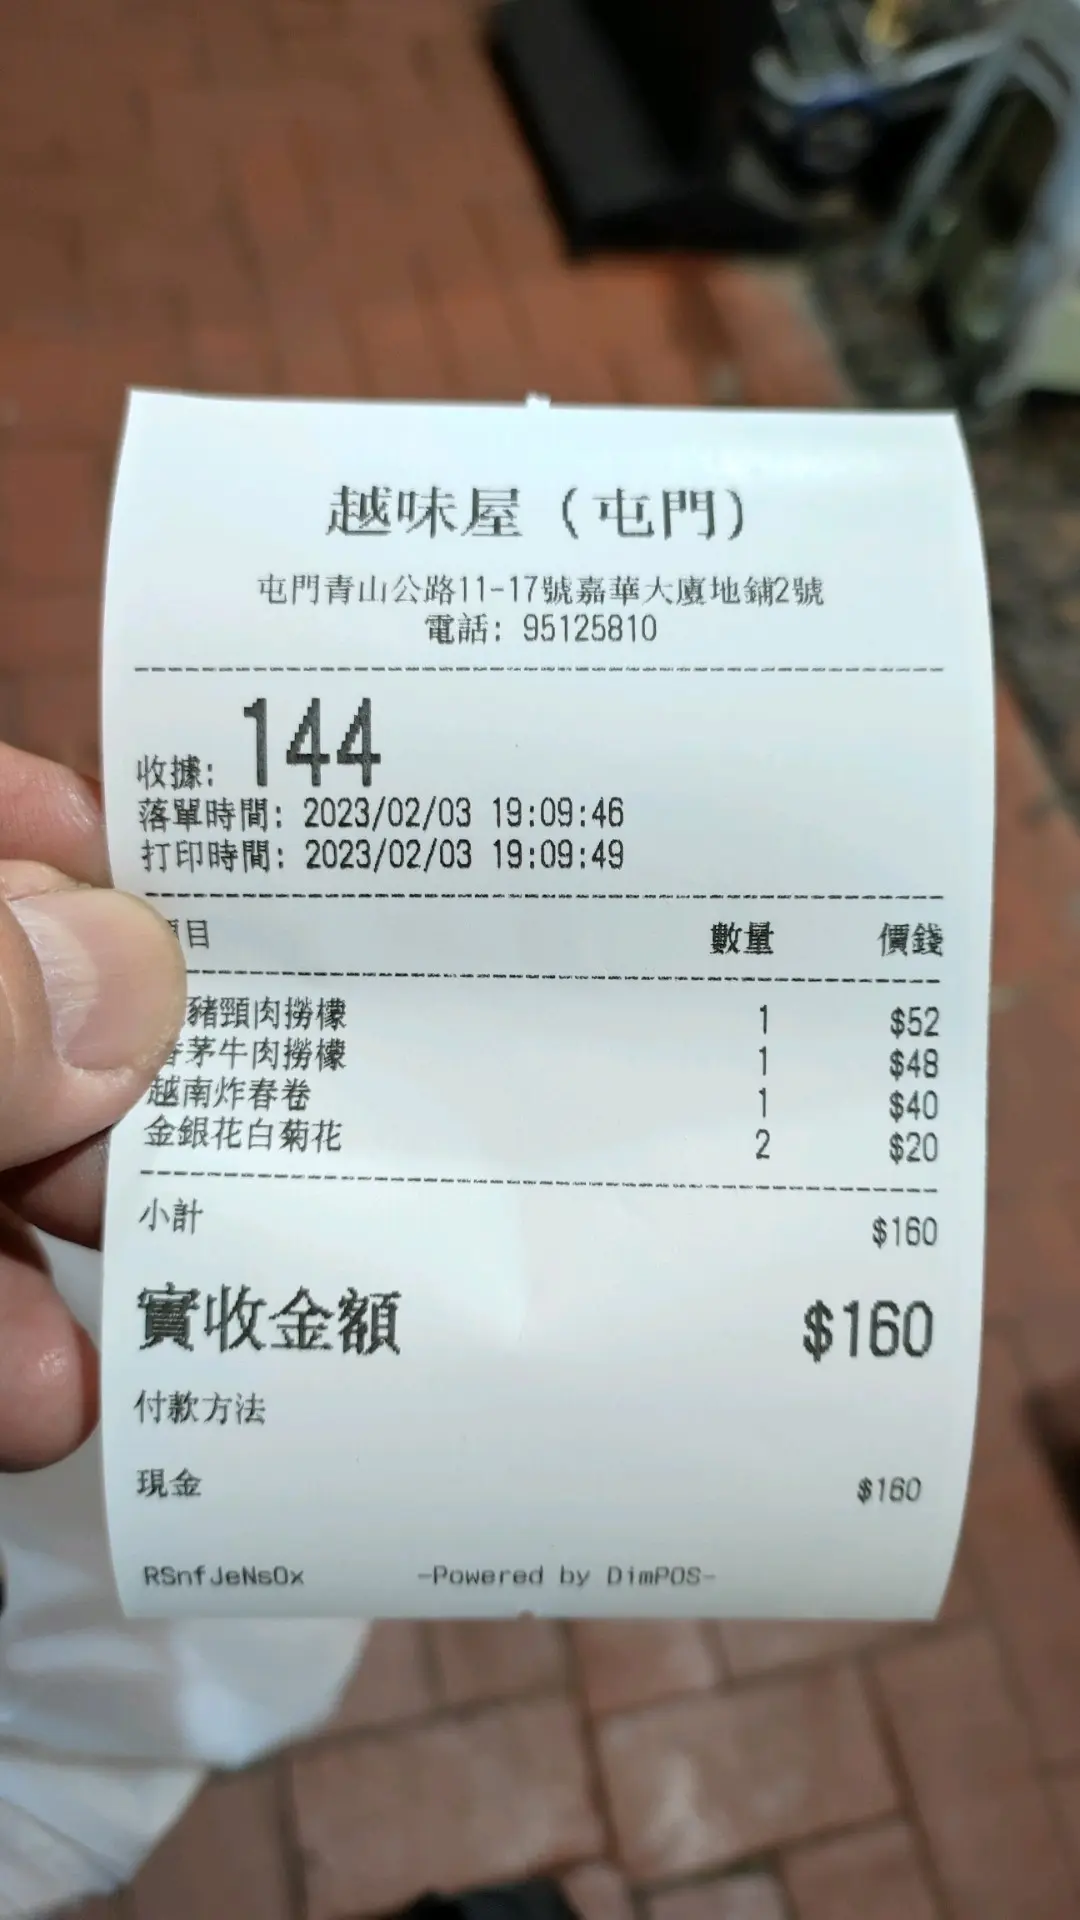 越味屋（屯門）
屯門青山公路11-17號嘉華大廈地鋪2號
電話: 95125810
收據: 144
落單時間: 2023/02/03 19:09:46
打印時間: 2023/02/03 19:09:49
目 數量 價錢
豬頸肉撈檬 1 $52
香茅牛肉撈檬 1 $48
越南炸春卷 1 $40
金銀花白菊花 2 $20
小計 $160
實收金額 $160
付款方法
現金 $160
RSnfJeNsOx -Powered by DimPOS-